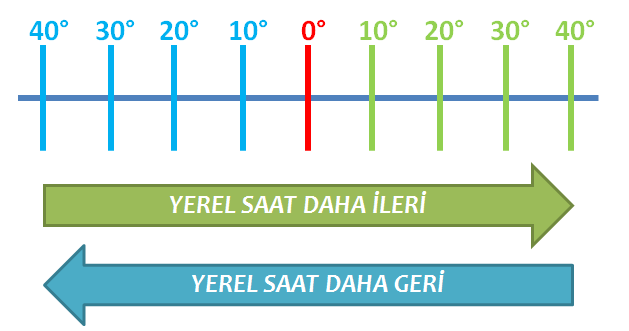 40° 30° 20° 10° 0° 10° 20° 30° 40°
YEREL SAAT DAHA İLERİ
YEREL SAAT DAHA GERİ